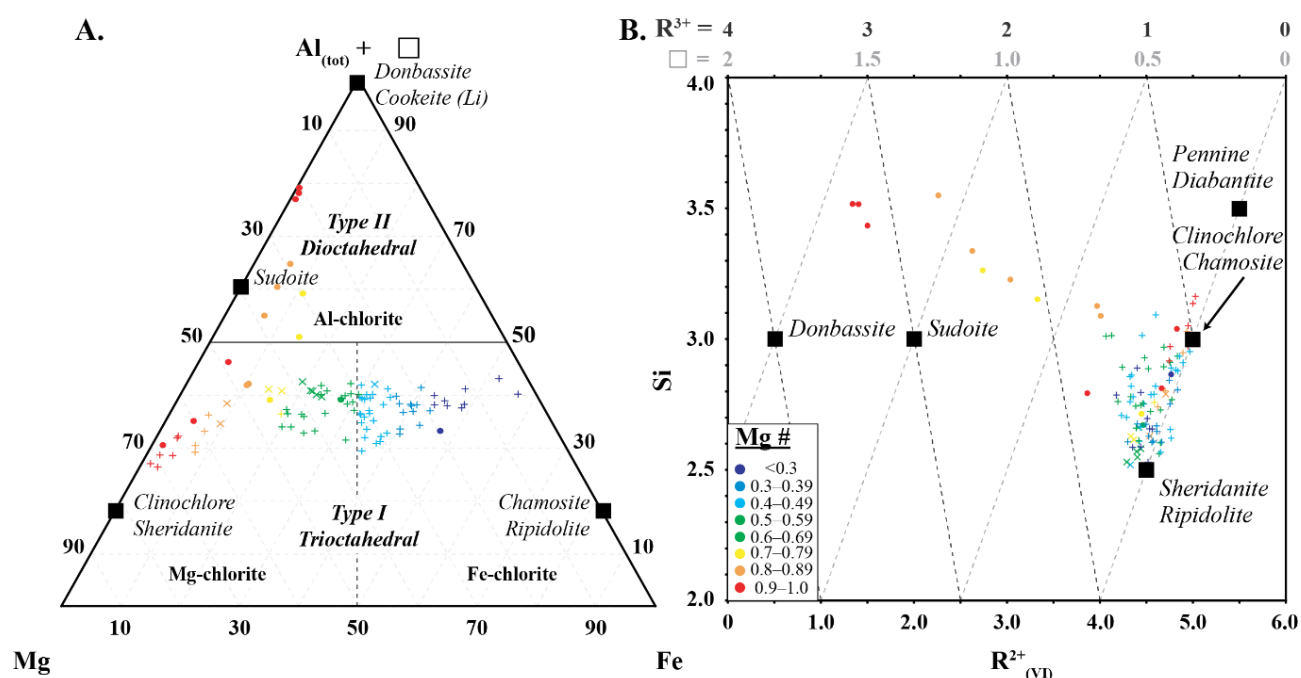 A.
Al(tot) + □
Donbassite
Cookeite (Li)
10
90
Type II
Dioctahedral
30
70
Sudoite
Al-chlorite
50
50
70
30
Clinochlore
Sheridanite
Type I
Trioctahedral
Chamosite
Ripidolite
90
10
Mg-chlorite
Fe-chlorite
10
30
50
70
90
Mg
Fe
B.
R3+ = 4
3
2
1
0
□ = 2
1.5
1.0
0.5
0
4.0
3.5
3.0
2.5
2.0
Si
Pennine
Diabantite
Clinochlore
Chamosite
Donbassite
Sudoite
Sheridanite
Ripidolite
Mg #
<0.3
0.3–0.39
0.4–0.49
0.5–0.59
0.6–0.69
0.7–0.79
0.8–0.89
0.9–1.0
0
1.0
2.0
3.0
4.0
5.0
6.0
R2+(VI)